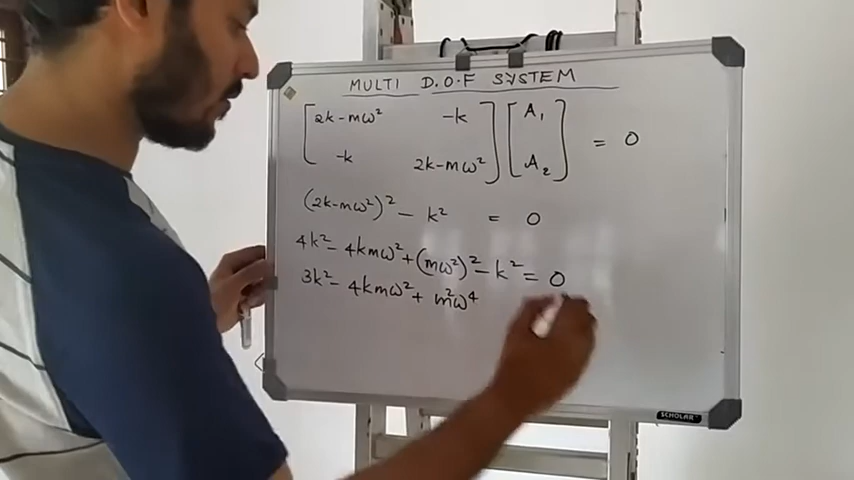 MULTI D.O.F SYSTEM
[2k-mω² -k] [A₁]
[-k 2k-mω²] [A₂] = 0
(2k-mω²)² - k² = 0
4k² - 4kmω² + (mω²)² - k² = 0
3k² - 4kmω² + m²ω⁴
SCHOLAR